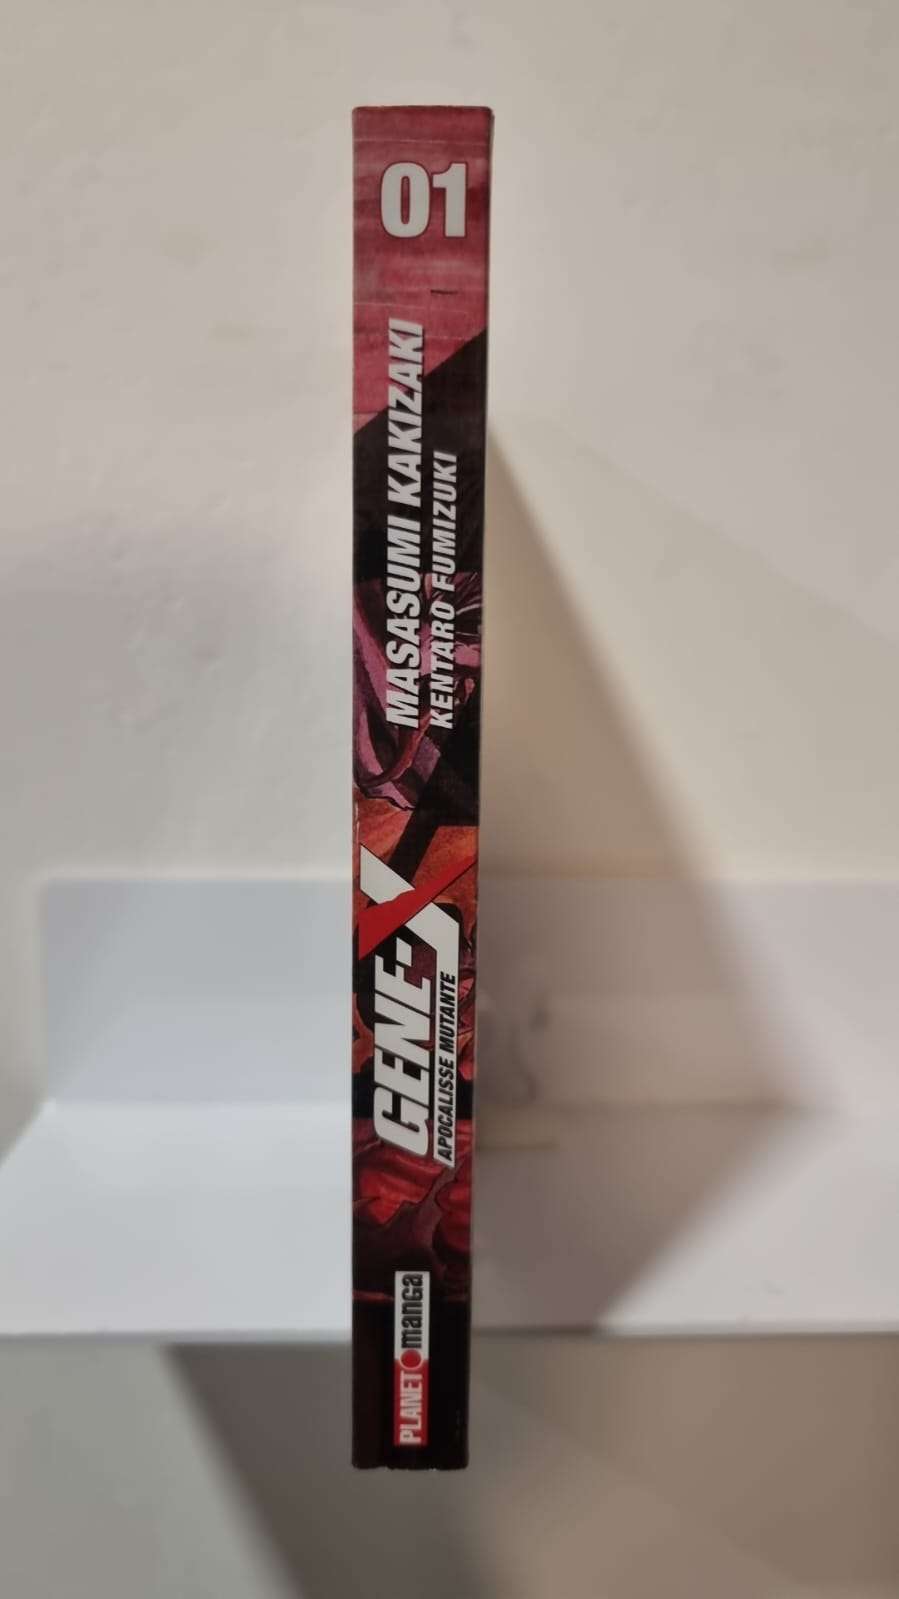 01
MASASUMI KAKIZAKI
KENTARO FUMIZUKI
GENE-X
APOCALISSE MUTANTE
PLANET manga